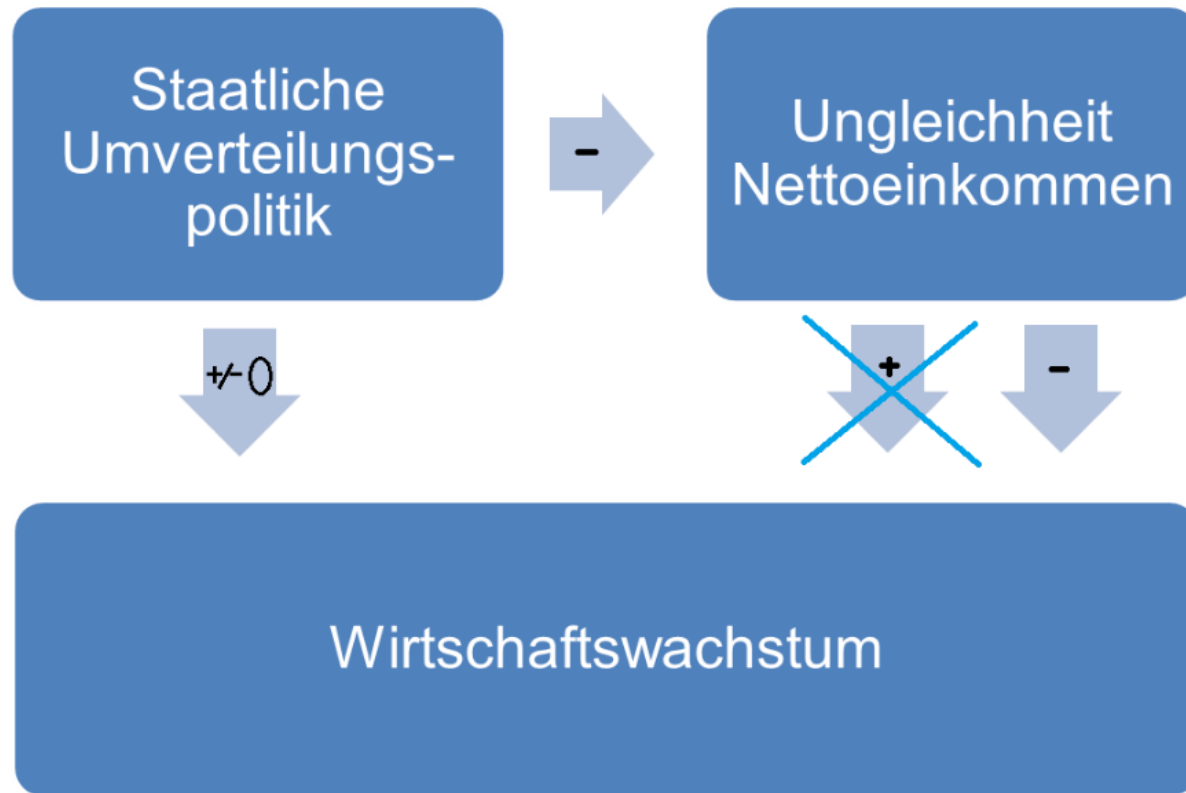 Staatliche
Umverteilungs-
politik
-
Ungleichheit
Nettoeinkommen
+/- 0
+
-
Wirtschaftswachstum